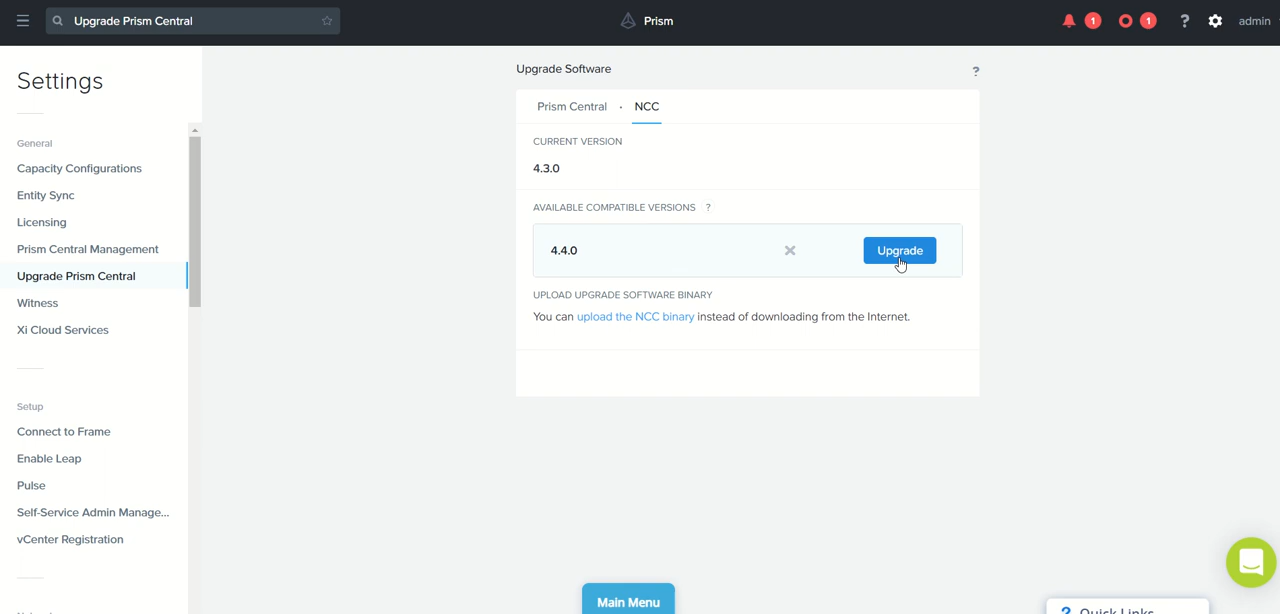 Upgrade Prism Central
Prism
1
1
?
admin
Settings
General
Capacity Configurations
Entity Sync
Licensing
Prism Central Management
Upgrade Prism Central
Witness
Xi Cloud Services
Setup
Connect to Frame
Enable Leap
Pulse
Self-Service Admin Manage...
vCenter Registration
Upgrade Software
?
Prism Central · NCC
CURRENT VERSION
4.3.0
AVAILABLE COMPATIBLE VERSIONS ?
4.4.0
Upgrade
UPLOAD UPGRADE SOFTWARE BINARY
You can upload the NCC binary instead of downloading from the Internet.
Main Menu
? Quick Links